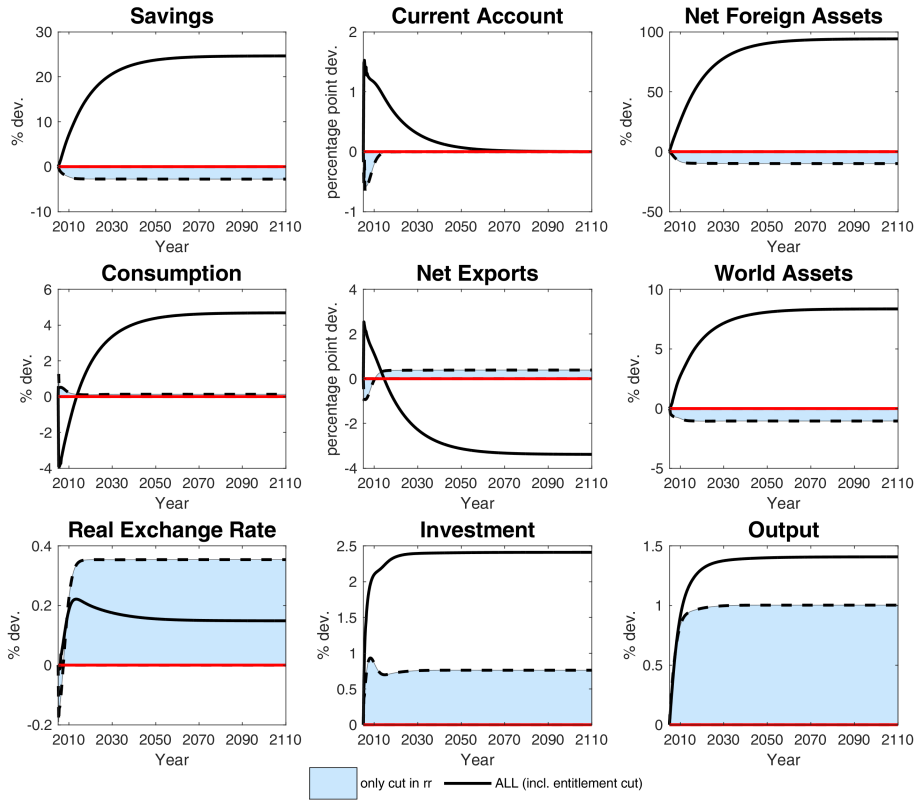 Savings
30
20
10
0
-10
% dev.
2010 2030 2050 2070 2090 2110
Year
Current Account
2
1
0
-1
percentage point dev.
2010 2030 2050 2070 2090 2110
Year
Net Foreign Assets
100
50
0
-50
% dev.
2010 2030 2050 2070 2090 2110
Year
Consumption
6
4
2
0
-2
-4
% dev.
2010 2030 2050 2070 2090 2110
Year
Net Exports
4
2
0
-2
-4
percentage point dev.
2010 2030 2050 2070 2090 2110
Year
World Assets
10
5
0
-5
% dev.
2010 2030 2050 2070 2090 2110
Year
Real Exchange Rate
0.4
0.2
0
-0.2
% dev.
2010 2030 2050 2070 2090 2110
Year
Investment
2.5
2
1.5
1
0.5
0
% dev.
2010 2030 2050 2070 2090 2110
Year
Output
1.5
1
0.5
0
% dev.
2010 2030 2050 2070 2090 2110
Year
only cut in rr
ALL (incl. entitlement cut)